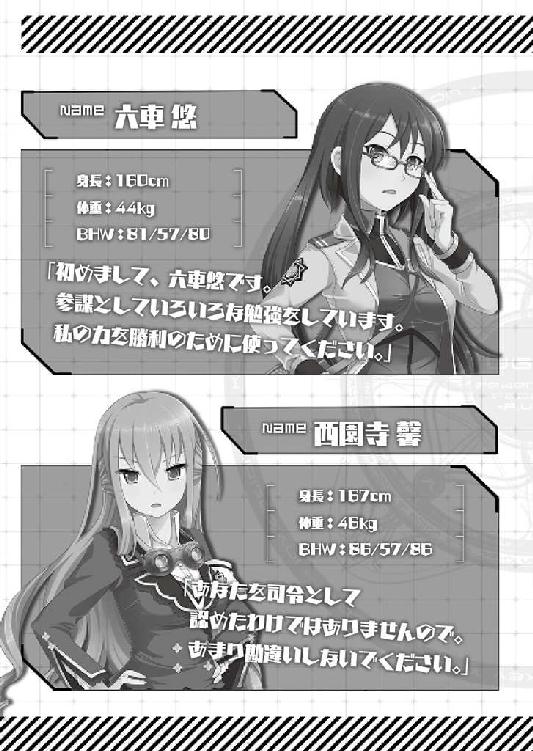 Name 六車 悠
身長：160cm
体重：44kg
BHW：81/57/80
「初めまして、六車悠です。
参謀としていろいろな勉強をしています。
私の力を勝利のために使ってください。」
Name 西園寺 馨
身長：167cm
体重：46kg
BHW：86/57/86
「あなたを司令として
認めたわけではありませんので。
あまり勘違いしないでください。」